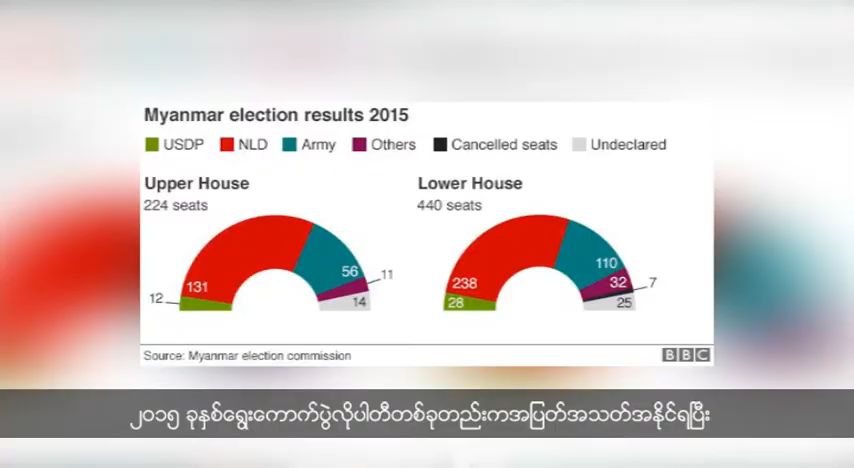 Myanmar election results 2015
USDP NLD Army Others Cancelled seats Undeclared
Upper House
224 seats
12 131 56 11 14
Lower House
440 seats
28 238 110 32 7 25
Source: Myanmar election commission
BBC
၂၀၁၅ ခုနှစ်ရွေးကောက်ပွဲလိုပါတီတစ်ခုတည်းကအပြတ်အသတ်အနိုင်ရပြီး